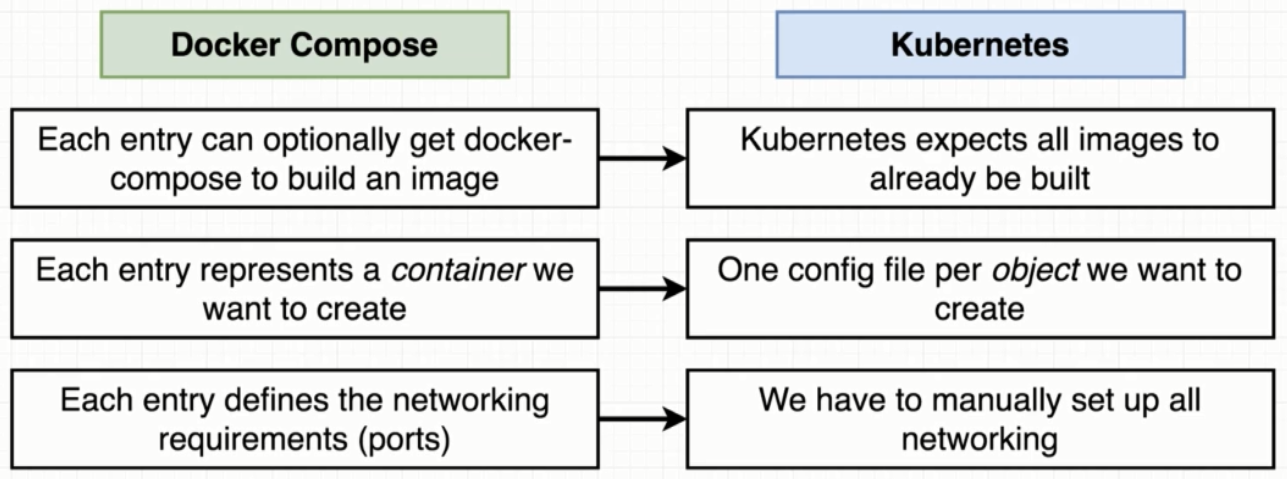 Docker Compose
Kubernetes
Each entry can optionally get docker-
compose to build an image
Kubernetes expects all images to
already be built
Each entry represents a container we
want to create
One config file per object we want to
create
Each entry defines the networking
requirements (ports)
We have to manually set up all
networking